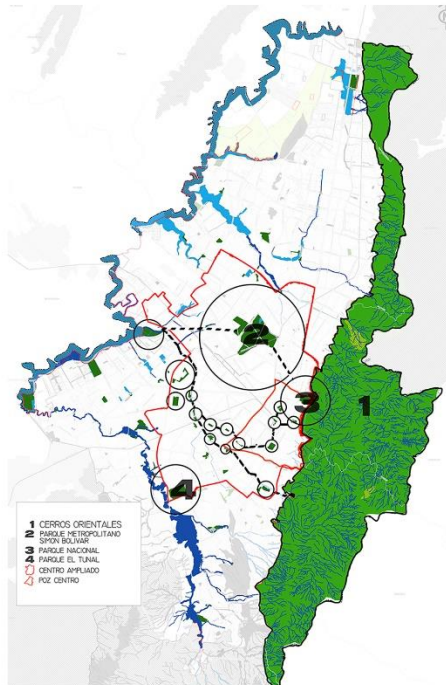 2
3
1
4
1 CERROS ORIENTALES
2 PARQUE METROPOLITANO
SIMON BOLIVAR
3 PARQUE NACIONAL
4 PARQUE EL TUNAL
CENTRO AMPLIADO
POZ CENTRO